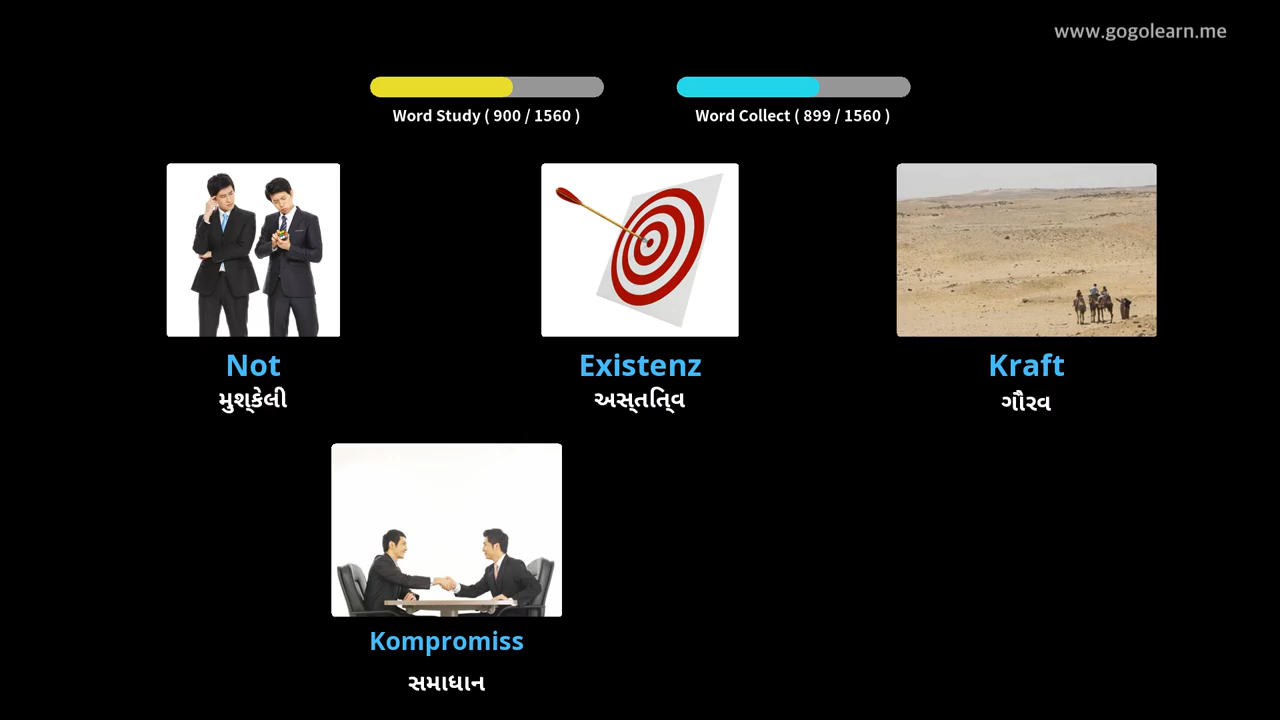 www.gogolearn.me
Word Study ( 900 / 1560 )
Word Collect ( 899 / 1560 )
Not
મુશ્કેલી
Existenz
અસ્તિત્વ
Kraft
ગૌરવ
Kompromiss
સમાધાન